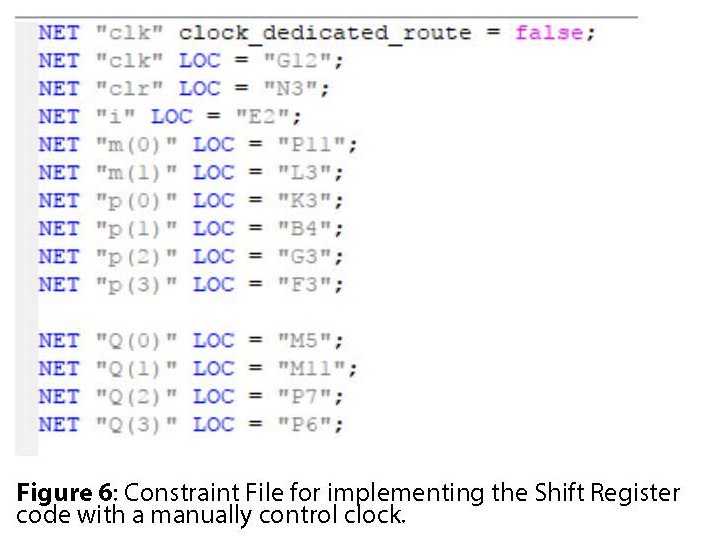 NET "clk" clock_dedicated_route = false;
NET "clk" LOC = "G12";
NET "clr" LOC = "N3";
NET "i" LOC = "E2";
NET "m(0)" LOC = "P11";
NET "m(1)" LOC = "L3";
NET "p(0)" LOC = "K3";
NET "p(1)" LOC = "B4";
NET "p(2)" LOC = "G3";
NET "p(3)" LOC = "F3";
NET "Q(0)" LOC = "M5";
NET "Q(1)" LOC = "M11";
NET "Q(2)" LOC = "P7";
NET "Q(3)" LOC = "P6";
Figure 6: Constraint File for implementing the Shift Register
code with a manually control clock.